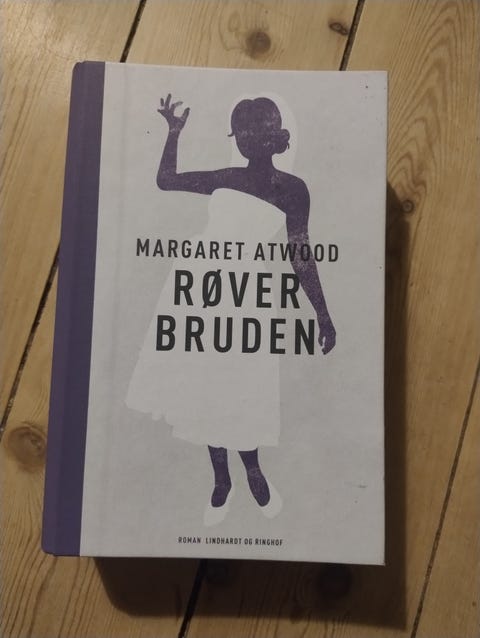 MARGARET ATWOOD
RØVER
BRUDEN
ROMAN LINDHARDT OG RINGHOF